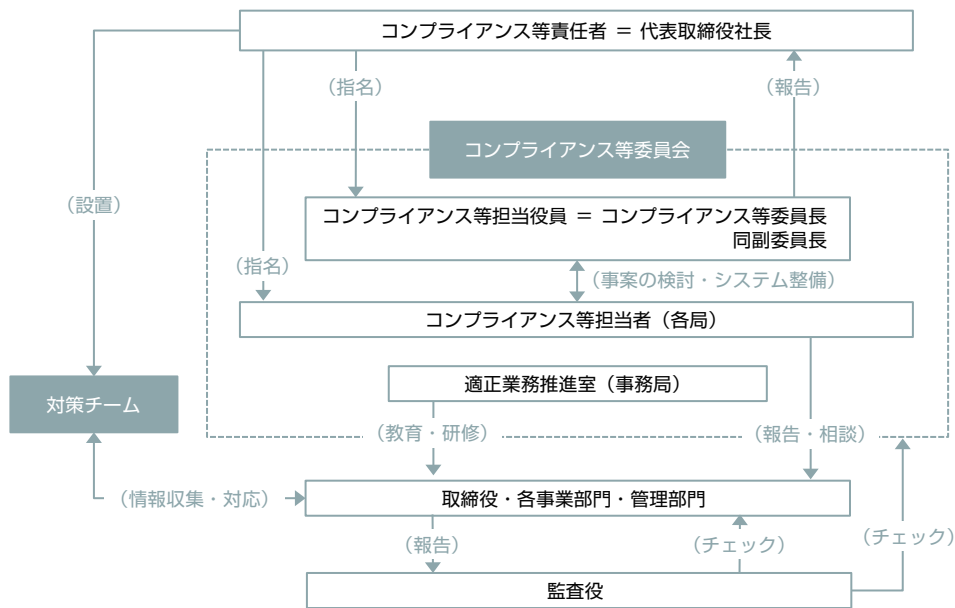 コンプライアンス等責任者 ＝ 代表取締役社長
（指名）
（報告）
コンプライアンス等委員会
（設置）
コンプライアンス等担当役員 ＝ コンプライアンス等委員長
同副委員長
（指名）
（事案の検討・システム整備）
コンプライアンス等担当者（各局）
適正業務推進室（事務局）
対策チーム
（教育・研修）
（報告・相談）
（情報収集・対応）
取締役・各事業部門・管理部門
（報告）
（チェック）
（チェック）
監査役